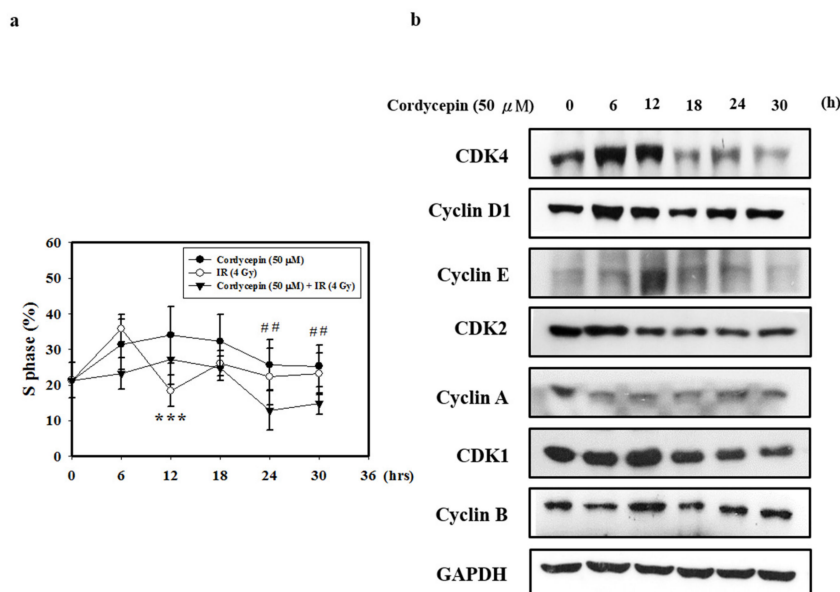 a
b
Cordycepin (50 μM) 0 6 12 18 24 30 (h)
CDK4
Cyclin D1
Cyclin E
CDK2
Cyclin A
CDK1
Cyclin B
GAPDH
S phase (%)
60
50
40
30
20
10
0
Cordycepin (50 μM)
IR (4 Gy)
Cordycepin (50 μM) + IR (4 Gy)
## ##
***
0 6 12 18 24 30 36 (hrs)